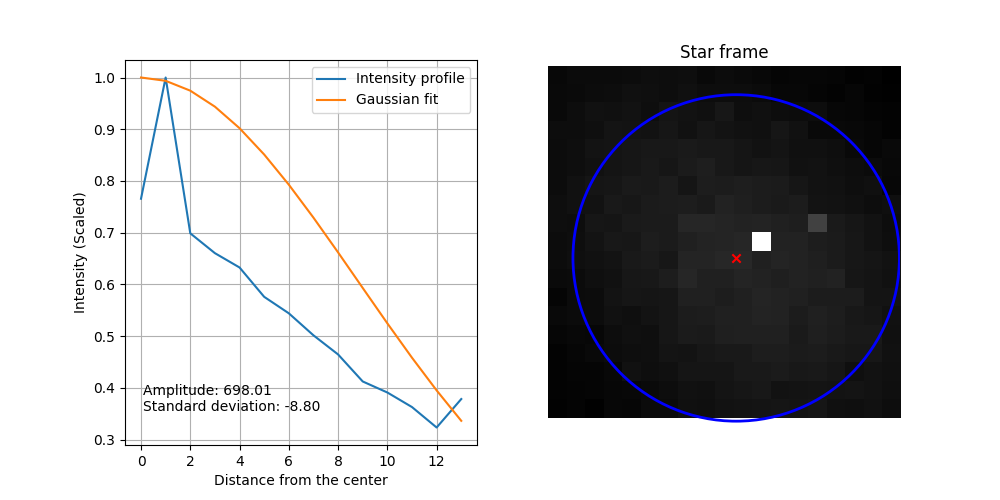 Star frame
Intensity profile
Gaussian fit
1.0
0.9
0.8
0.7
0.6
0.5
0.4
0.3
Intensity (Scaled)
Amplitude: 698.01
Standard deviation: -8.80
0 2 4 6 8 10 12
Distance from the center